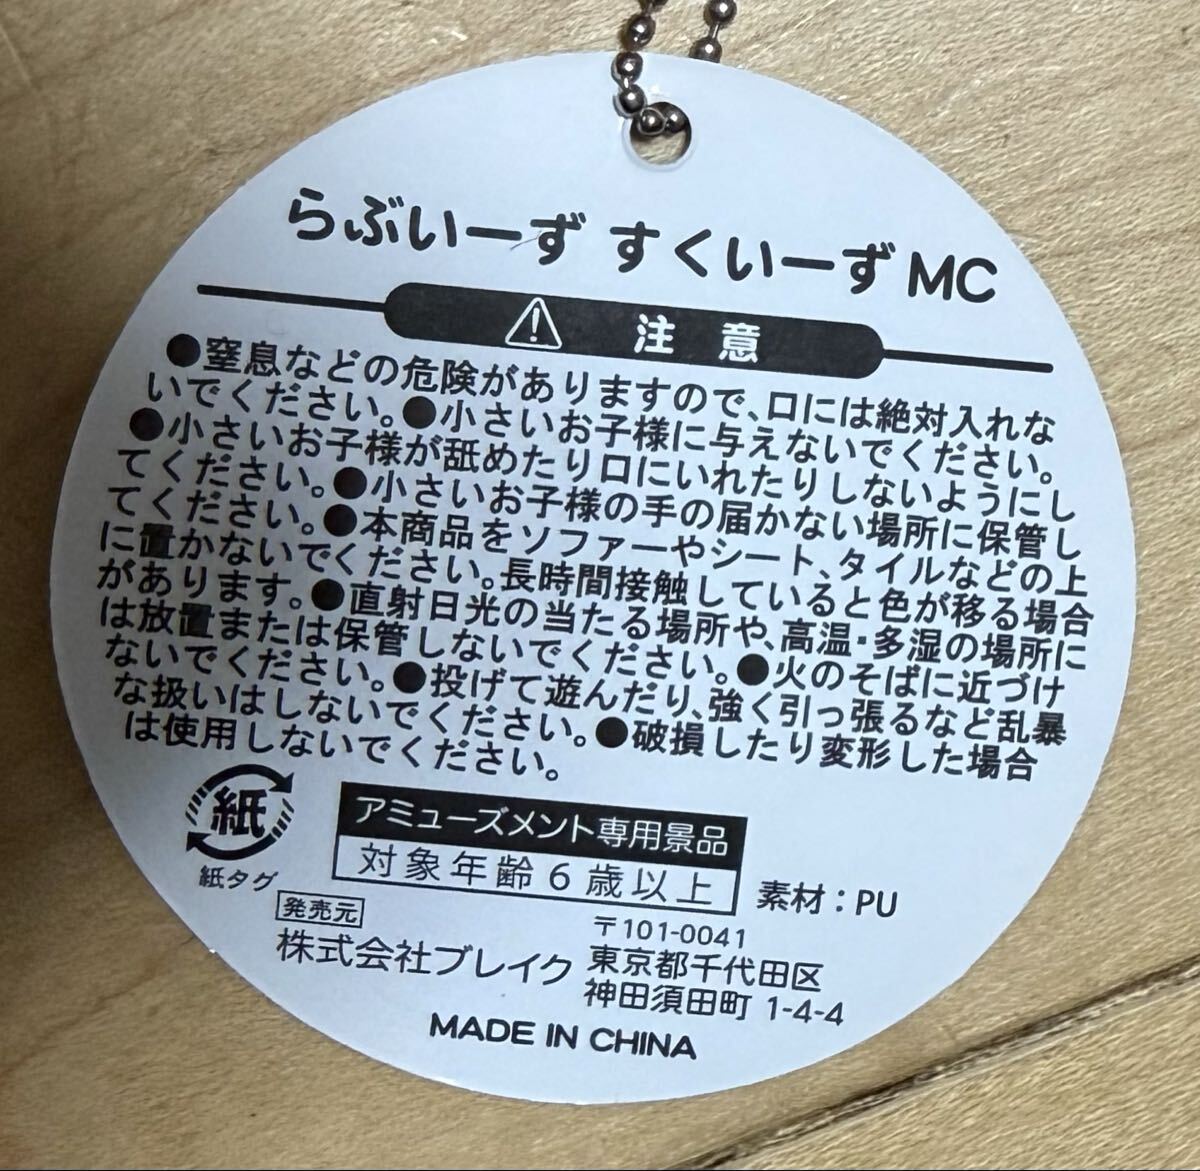 らぶいーず すくいーずMC
注 意
●窒息などの危険がありますので、口には絶対入れな
いでください。●小さいお子様に与えないでください。
●小さいお子様が舐めたり口にいれたりしないようにし
てください。●小さいお子様の手の届かない場所に保管し
てください。●本商品をソファーやシート、タイルなどの上
に置かないでください。長時間接触していると色が移る場合
があります。●直射日光の当たる場所や、高温・多湿の場所に
は放置または保管しないでください。●火のそばに近づけ
ないでください。●投げて遊んだり、強く引っ張るなど乱暴
な扱いはしないでください。●破損したり変形した場合
は使用しないでください。
紙
紙タグ
アミューズメント専用景品
対象年齢6歳以上
素材：PU
発売元
株式会社ブレイク
〒101-0041
東京都千代田区
神田須田町 1-4-4
MADE IN CHINA